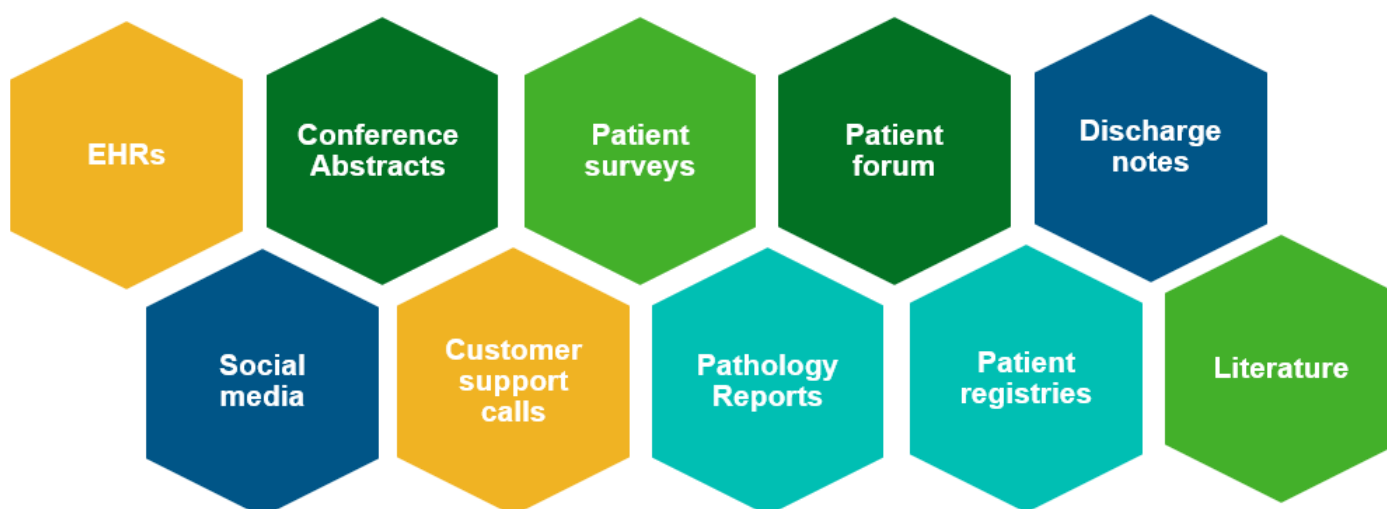 EHRs
Conference
Abstracts
Patient
surveys
Patient
forum
Discharge
notes
Social
media
Customer
support
calls
Pathology
Reports
Patient
registries
Literature